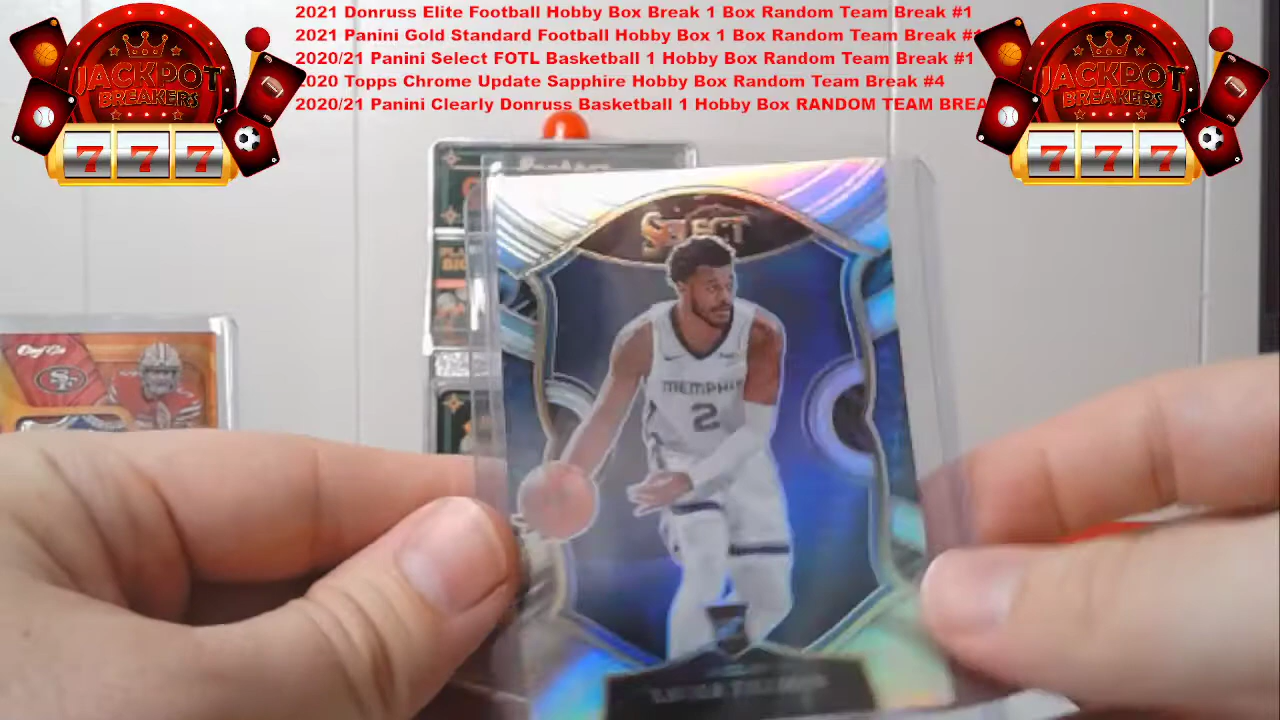 2021 Donruss Elite Football Hobby Box Break 1 Box Random Team Break #1
2021 Panini Gold Standard Football Hobby Box 1 Box Random Team Break #1
2020/21 Panini Select FOTL Basketball 1 Hobby Box Random Team Break #1
2020 Topps Chrome Update Sapphire Hobby Box Random Team Break #4
2020/21 Panini Clearly Donruss Basketball 1 Hobby Box RANDOM TEAM BREA
JACKPOT
BREAKERS
777
JACKPOT
BREAKERS
777
SELECT
MEMPHIS
2